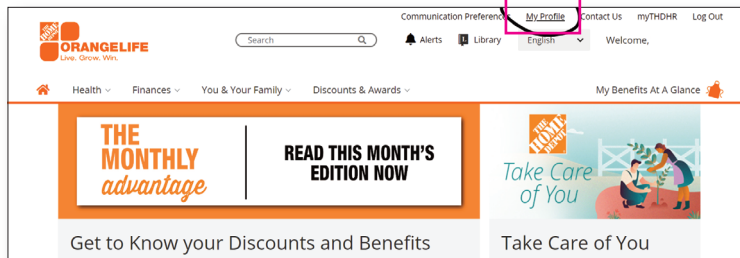 Communication Preferences My Profile Contact Us myTHDHR Log Out
THE HOME DEPOT
ORANGELIFE
Live. Grow. Win.
Search
Alerts Library English Welcome,
Health Finances You & Your Family Discounts & Awards My Benefits At A Glance
THE
MONTHLY
advantage
READ THIS MONTH'S
EDITION NOW
THE HOME DEPOT
Take Care
of You
Get to Know your Discounts and Benefits
Take Care of You